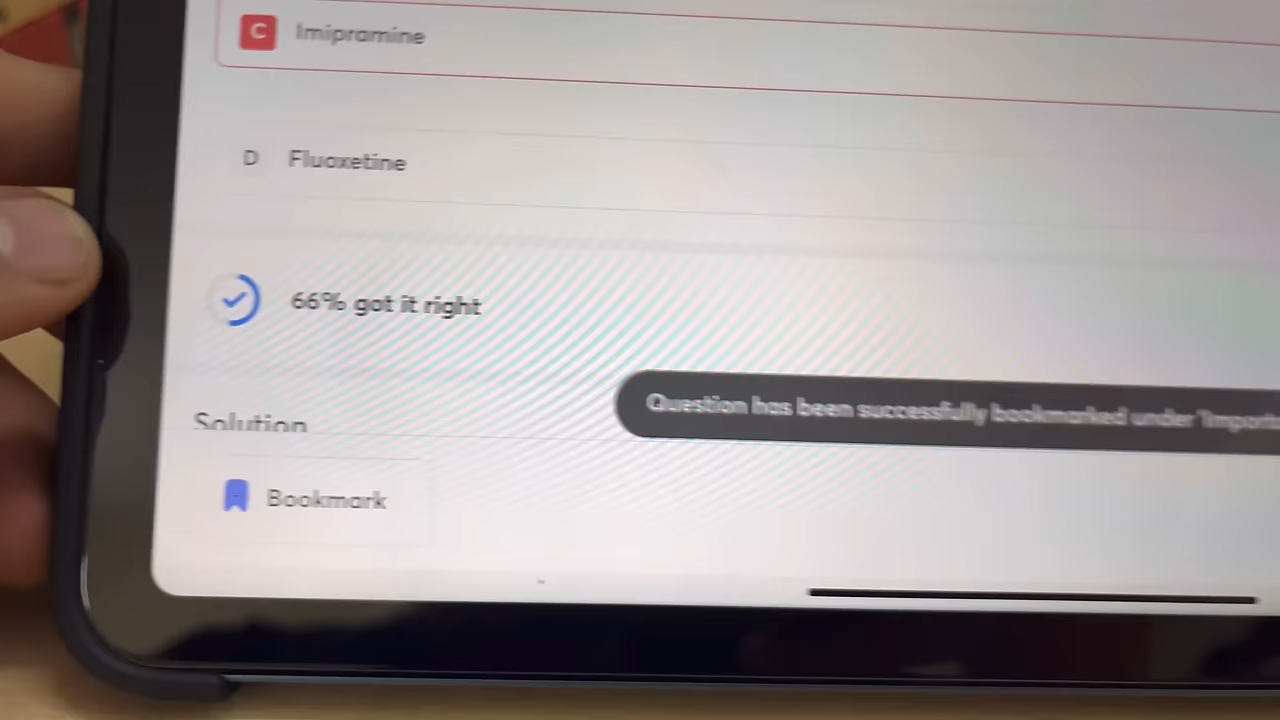 C Imipramine
D Fluoxetine
66% got it right
Solution
Question has been successfully bookmarked under
Bookmark